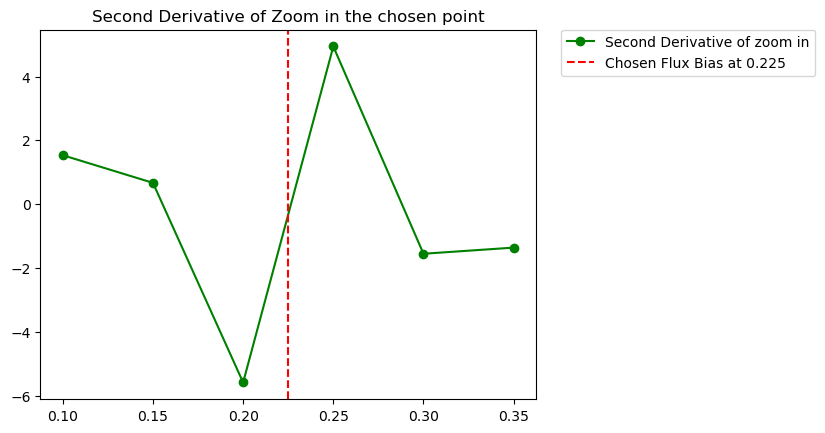 Second Derivative of Zoom in the chosen point
Second Derivative of zoom in
Chosen Flux Bias at 0.225
4
2
0
−2
−4
−6
0.10 0.15 0.20 0.25 0.30 0.35